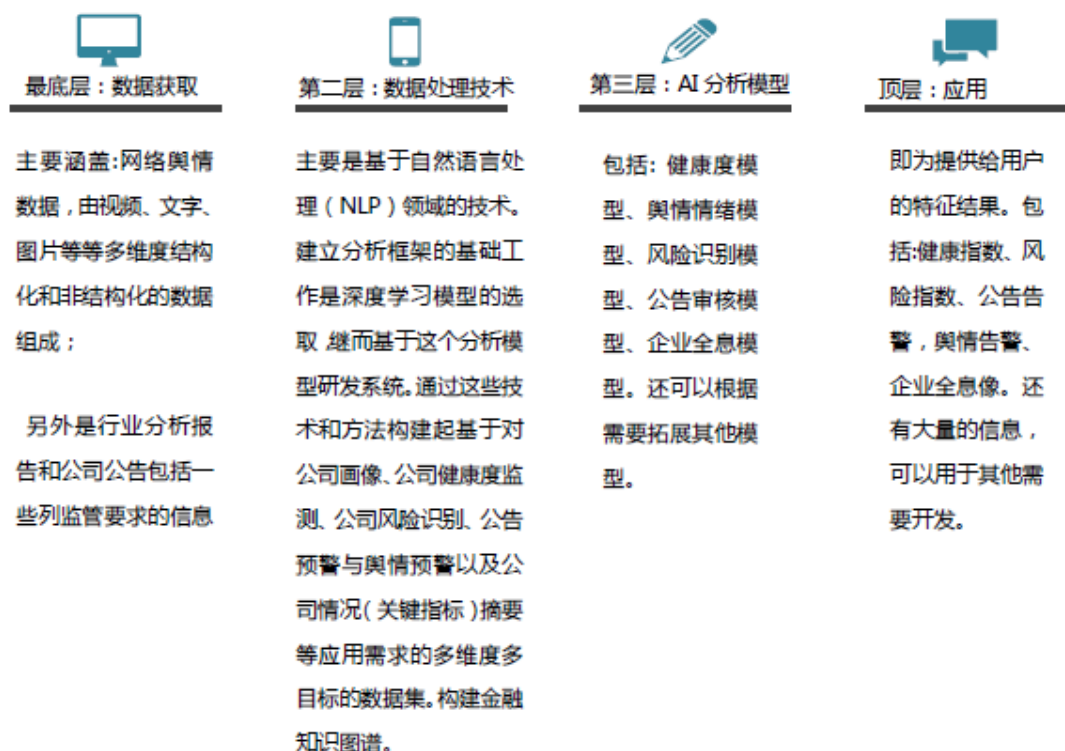 最底层：数据获取
主要涵盖:网络舆情
数据，由视频、文字、
图片等等多维度结构
化和非结构化的数据
组成；
另外是行业分析报
告和公司公告包括一
些列监管要求的信息
第二层：数据处理技术
主要是基于自然语言处
理（NLP）领域的技术。
建立分析框架的基础工
作是深度学习模型的选
取,继而基于这个分析模
型研发系统。通过这些技
术和方法构建起基于对
公司画像、公司健康度监
测、公司风险识别、公告
预警与舆情预警以及公
司情况(关键指标)摘要
等应用需求的多维度多
目标的数据集。构建金融
知识图谱。
第三层：AI 分析模型
包括: 健康度模
型、舆情情绪模
型、风险识别模
型、公告审核模
型、企业全息模
型。还可以根据
需要拓展其他模
型。
顶层：应用
即为提供给用户
的特征结果。包
括:健康指数、风
险指数、公告告
警，舆情告警、
企业全息像。还
有大量的信息，
可以用于其他需
要开发。